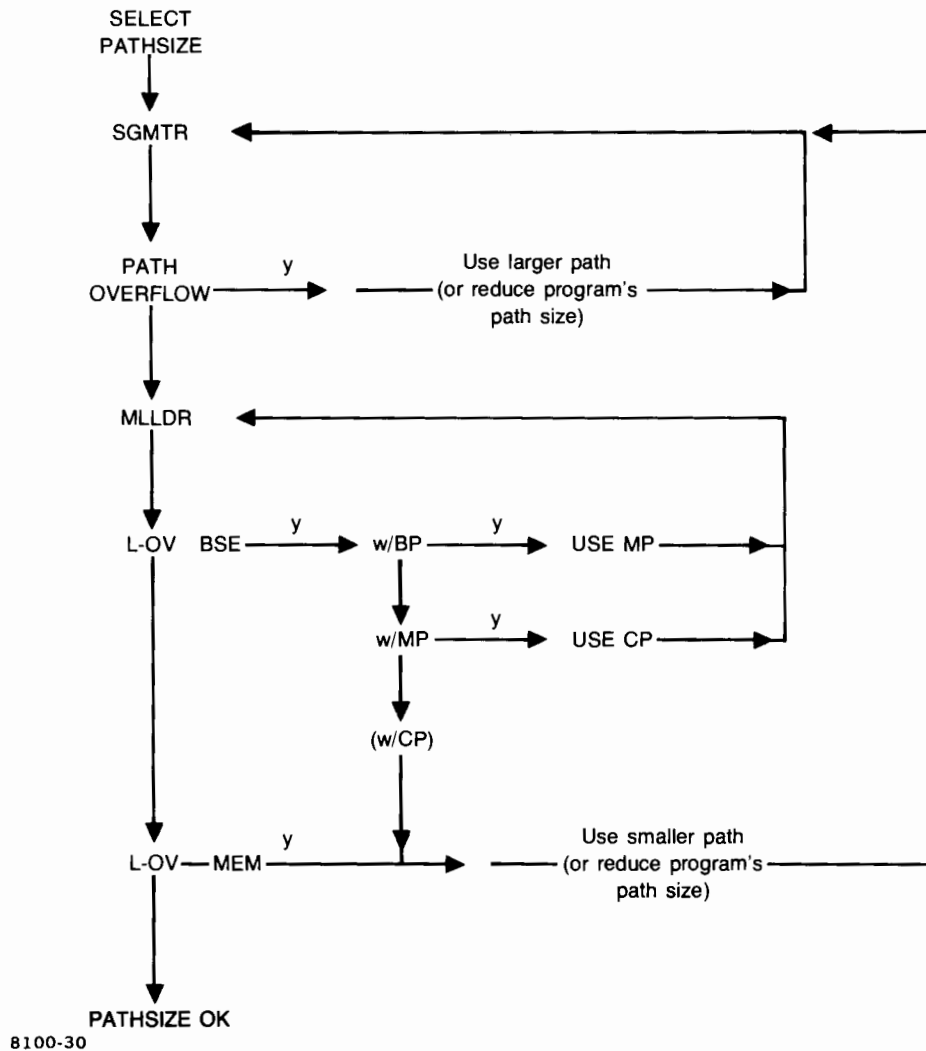 SELECT
PATHSIZE
SGMTR
PATH
OVERFLOW
y
Use larger path
(or reduce program's
path size)
MLLDR
L-OV BSE
y
w/BP
y
USE MP
w/MP
y
USE CP
(w/CP)
L-OV MEM
y
Use smaller path
(or reduce program's
path size)
PATHSIZE OK
8100-30